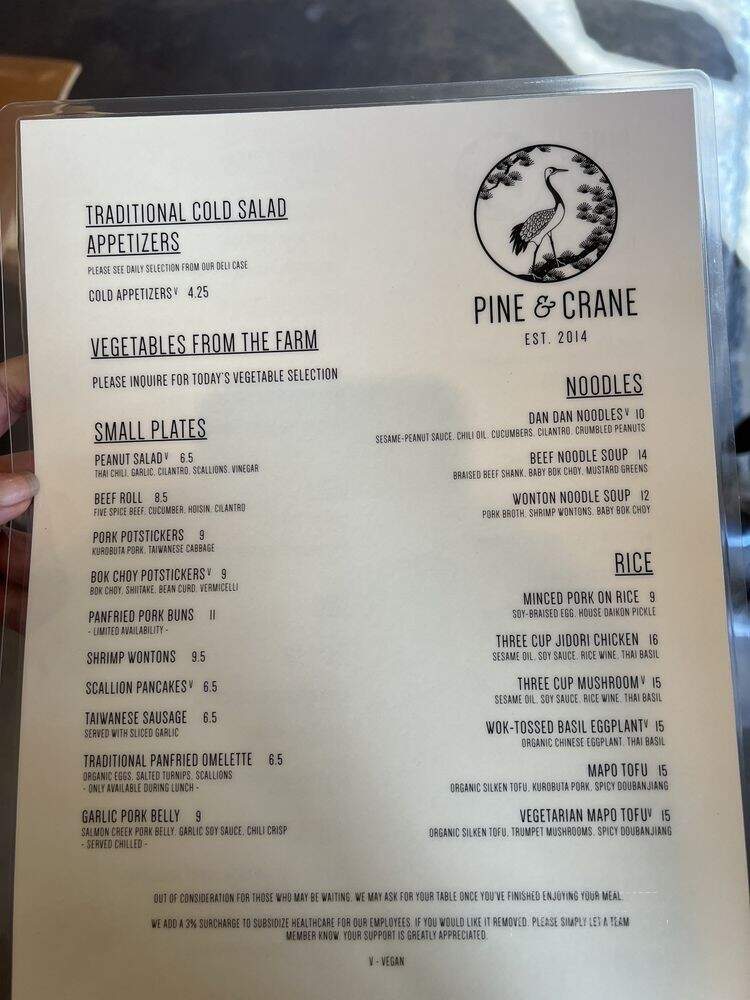 TRADITIONAL COLD SALAD
APPETIZERS
PLEASE SEE DAILY SELECTION FROM OUR DELI CASE
COLD APPETIZERSⱽ 4.25
VEGETABLES FROM THE FARM
PLEASE INQUIRE FOR TODAY'S VEGETABLE SELECTION
SMALL PLATES
PEANUT SALADⱽ 6.5
THAI CHILI, GARLIC, CILANTRO, SCALLIONS, VINEGAR
BEEF ROLL 8.5
FIVE SPICE BEEF, CUCUMBER, HOISIN, CILANTRO
PORK POTSTICKERS 9
KUROBUTA PORK, TAIWANESE CABBAGE
BOK CHOY POTSTICKERSⱽ 9
BOK CHOY, SHIITAKE, BEAN CURD, VERMICELLI
PANFRIED PORK BUNS 11
- LIMITED AVAILABILITY -
SHRIMP WONTONS 9.5
SCALLION PANCAKESⱽ 6.5
TAIWANESE SAUSAGE 6.5
SERVED WITH SLICED GARLIC
TRADITIONAL PANFRIED OMELETTE 6.5
ORGANIC EGGS, SALTED TURNIPS, SCALLIONS
- ONLY AVAILABLE DURING LUNCH -
GARLIC PORK BELLY 9
SALMON CREEK PORK BELLY, GARLIC SOY SAUCE, CHILI CRISP
- SERVED CHILLED -
PINE & CRANE
EST. 2014
NOODLES
DAN DAN NOODLESⱽ 10
SESAME-PEANUT SAUCE, CHILI OIL, CUCUMBERS, CILANTRO, CRUMBLED PEANUTS
BEEF NOODLE SOUP 14
BRAISED BEEF SHANK, BABY BOK CHOY, MUSTARD GREENS
WONTON NOODLE SOUP 12
PORK BROTH, SHRIMP WONTONS, BABY BOK CHOY
RICE
MINCED PORK ON RICE 9
SOY-BRAISED EGG, HOUSE DAIKON PICKLE
THREE CUP JIDORI CHICKEN 16
SESAME OIL, SOY SAUCE, RICE WINE, THAI BASIL
THREE CUP MUSHROOMⱽ 15
SESAME OIL, SOY SAUCE, RICE WINE, THAI BASIL
WOK-TOSSED BASIL EGGPLANTⱽ 15
ORGANIC CHINESE EGGPLANT, THAI BASIL
MAPO TOFU 15
ORGANIC SILKEN TOFU, KUROBUTA PORK, SPICY DOUBANJIANG
VEGETARIAN MAPO TOFUⱽ 15
ORGANIC SILKEN TOFU, TRUMPET MUSHROOMS, SPICY DOUBANJIANG
OUT OF CONSIDERATION FOR THOSE WHO MAY BE WAITING, WE MAY ASK FOR YOUR TABLE ONCE YOU'VE FINISHED ENJOYING YOUR MEAL.
WE ADD A 3% SURCHARGE TO SUBSIDIZE HEALTHCARE FOR OUR EMPLOYEES. IF YOU WOULD LIKE IT REMOVED, PLEASE SIMPLY LET A TEAM
MEMBER KNOW. YOUR SUPPORT IS GREATLY APPRECIATED.
V - VEGAN